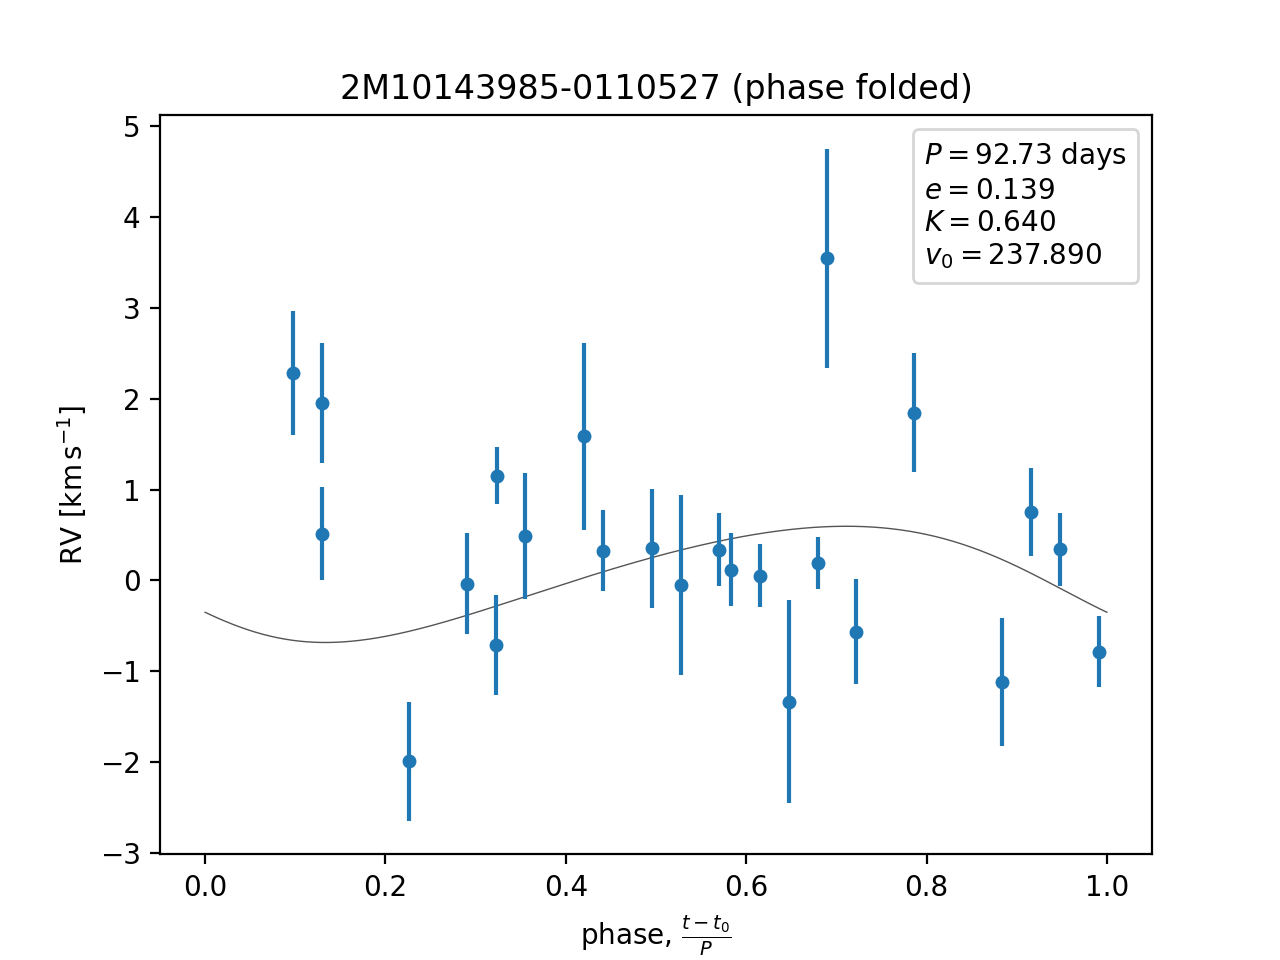 2M10143985-0110527 (phase folded)
P = 92.73 days
e = 0.139
K = 0.640
v₀ = 237.890
RV [km s⁻¹]
5
4
3
2
1
0
−1
−2
−3
0.0 0.2 0.4 0.6 0.8 1.0
phase, (t − t₀)/P